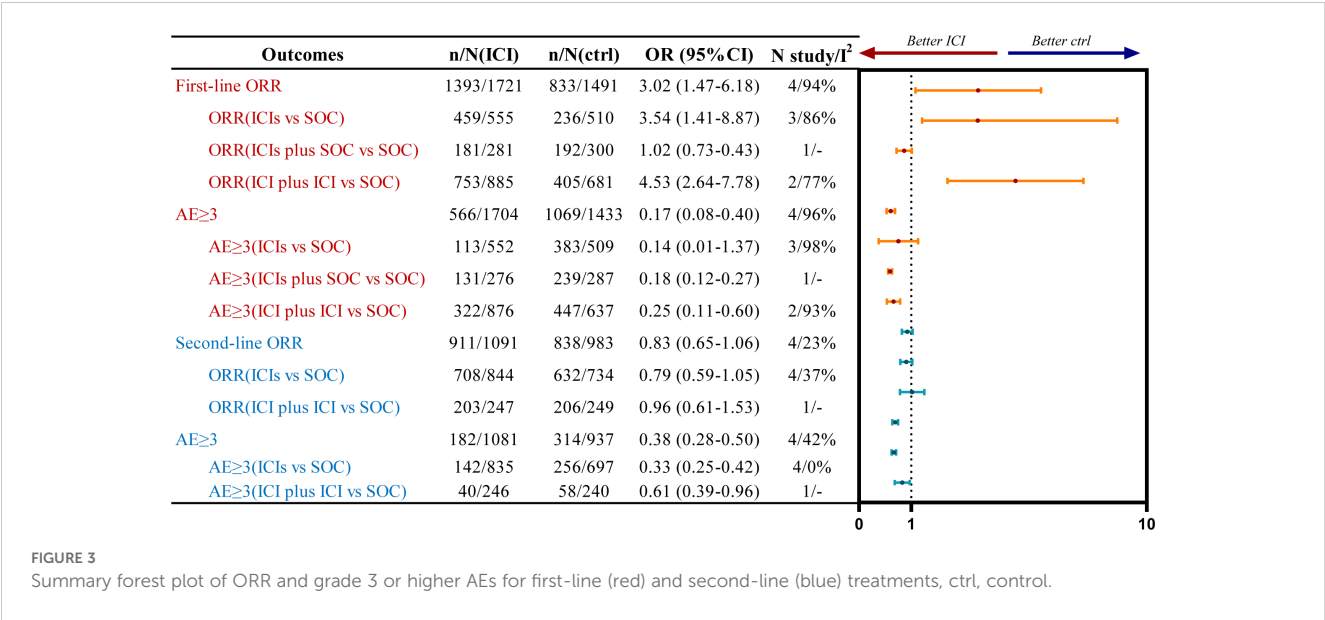 Better ICI Better ctrl
Outcomes n/N(ICI) n/N(ctrl) OR (95%CI) N study/I²
First-line ORR 1393/1721 833/1491 3.02 (1.47-6.18) 4/94%
ORR(ICIs vs SOC) 459/555 236/510 3.54 (1.41-8.87) 3/86%
ORR(ICIs plus SOC vs SOC) 181/281 192/300 1.02 (0.73-0.43) 1/-
ORR(ICI plus ICI vs SOC) 753/885 405/681 4.53 (2.64-7.78) 2/77%
AE≥3 566/1704 1069/1433 0.17 (0.08-0.40) 4/96%
AE≥3(ICIs vs SOC) 113/552 383/509 0.14 (0.01-1.37) 3/98%
AE≥3(ICIs plus SOC vs SOC) 131/276 239/287 0.18 (0.12-0.27) 1/-
AE≥3(ICI plus ICI vs SOC) 322/876 447/637 0.25 (0.11-0.60) 2/93%
Second-line ORR 911/1091 838/983 0.83 (0.65-1.06) 4/23%
ORR(ICIs vs SOC) 708/844 632/734 0.79 (0.59-1.05) 4/37%
ORR(ICI plus ICI vs SOC) 203/247 206/249 0.96 (0.61-1.53) 1/-
AE≥3 182/1081 314/937 0.38 (0.28-0.50) 4/42%
AE≥3(ICIs vs SOC) 142/835 256/697 0.33 (0.25-0.42) 4/0%
AE≥3(ICI plus ICI vs SOC) 40/246 58/240 0.61 (0.39-0.96) 1/-
0 1 10
FIGURE 3
Summary forest plot of ORR and grade 3 or higher AEs for first-line (red) and second-line (blue) treatments, ctrl, control.